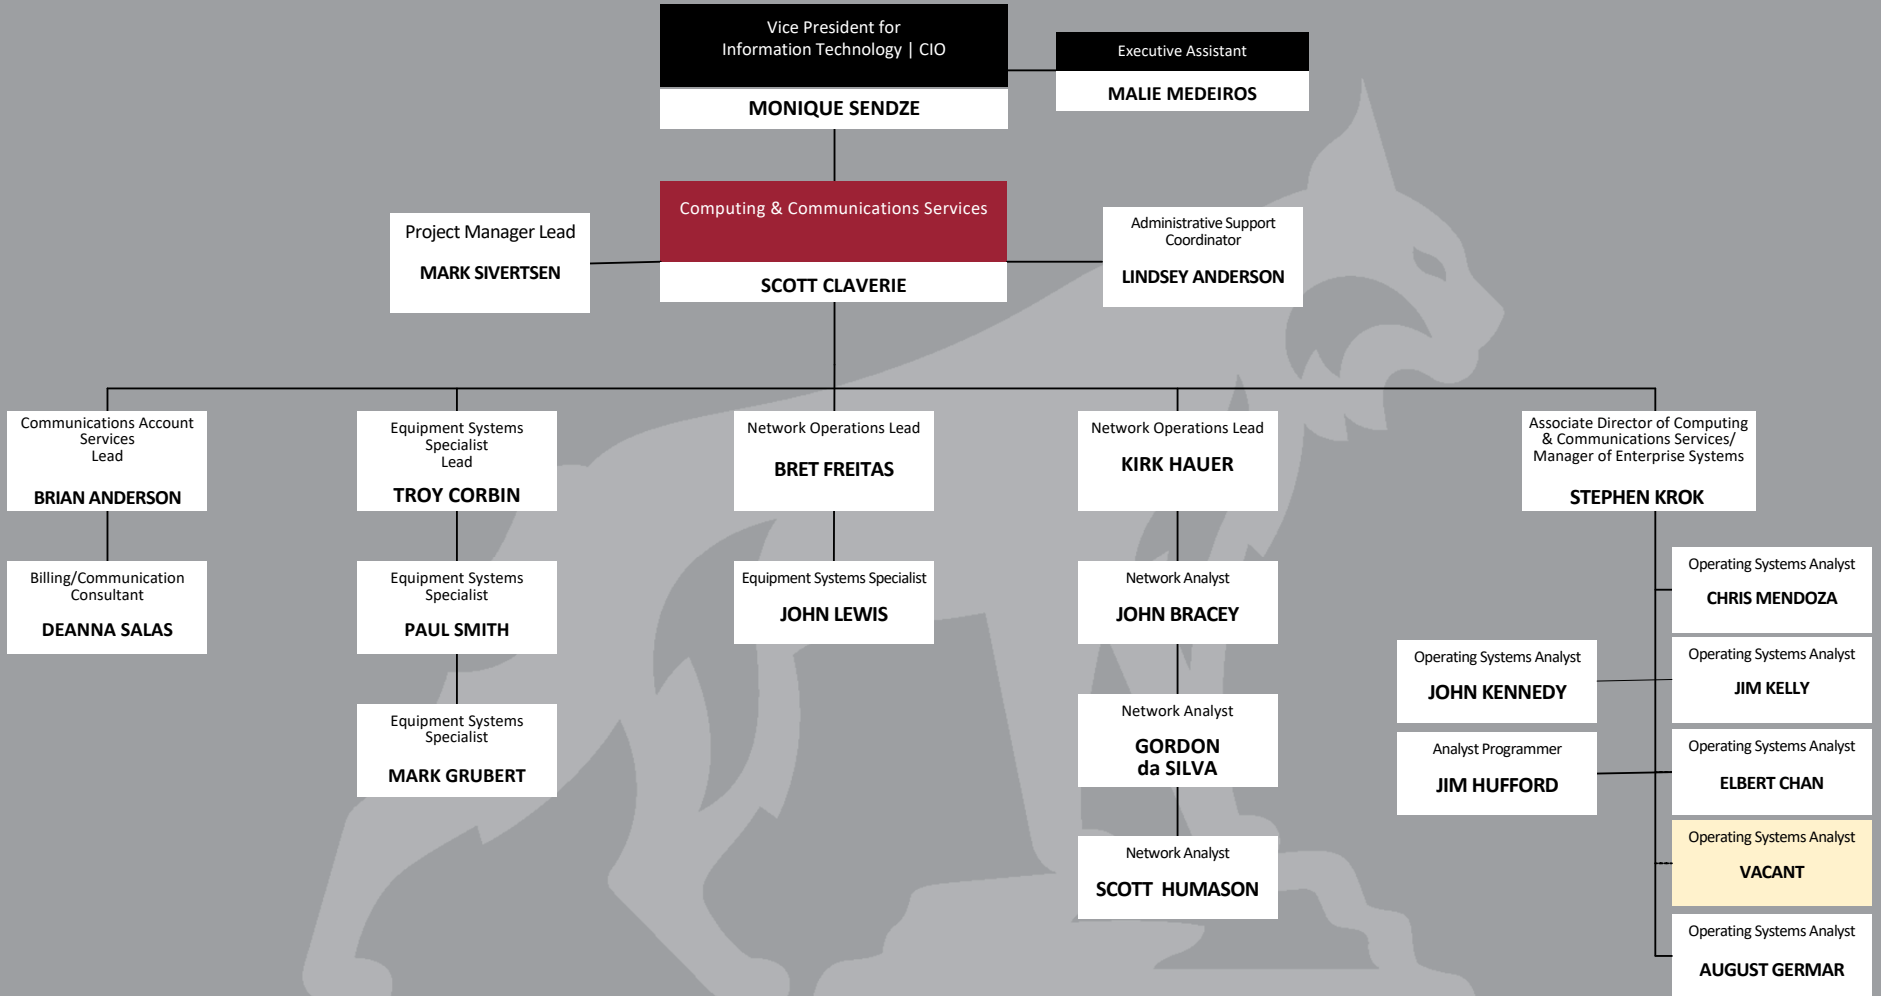 Vice President for
Information Technology | CIO
MONIQUE SENDZE
Executive Assistant
MALIE MEDEIROS
Computing & Communications Services
SCOTT CLAVERIE
Project Manager Lead
MARK SIVERTSEN
Administrative Support
Coordinator
LINDSEY ANDERSON
Communications Account
Services
Lead
BRIAN ANDERSON
Billing/Communication
Consultant
DEANNA SALAS
Equipment Systems
Specialist
Lead
TROY CORBIN
Equipment Systems
Specialist
PAUL SMITH
Equipment Systems
Specialist
MARK GRUBERT
Network Operations Lead
BRET FREITAS
Equipment Systems Specialist
JOHN LEWIS
Network Operations Lead
KIRK HAUER
Network Analyst
JOHN BRACEY
Network Analyst
GORDON
da SILVA
Network Analyst
SCOTT HUMASON
Associate Director of Computing
& Communications Services/
Manager of Enterprise Systems
STEPHEN KROK
Operating Systems Analyst
CHRIS MENDOZA
Operating Systems Analyst
JOHN KENNEDY
Operating Systems Analyst
JIM KELLY
Analyst Programmer
JIM HUFFORD
Operating Systems Analyst
ELBERT CHAN
Operating Systems Analyst
VACANT
Operating Systems Analyst
AUGUST GERMAR